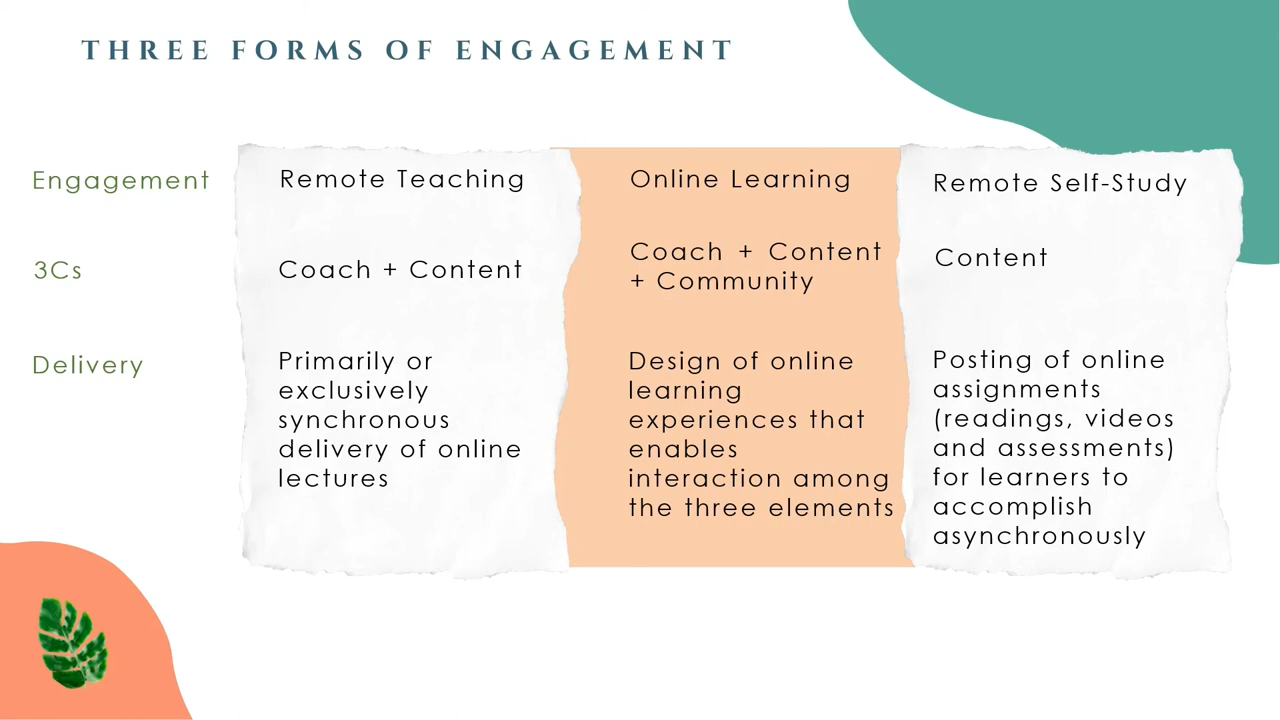 THREE FORMS OF ENGAGEMENT
Engagement
Remote Teaching
Online Learning
Remote Self-Study
3Cs
Coach + Content
Coach + Content
+ Community
Content
Delivery
Primarily or
exclusively
synchronous
delivery of online
lectures
Design of online
learning
experiences that
enables
interaction among
the three elements
Posting of online
assignments
(readings, videos
and assessments)
for learners to
accomplish
asynchronously